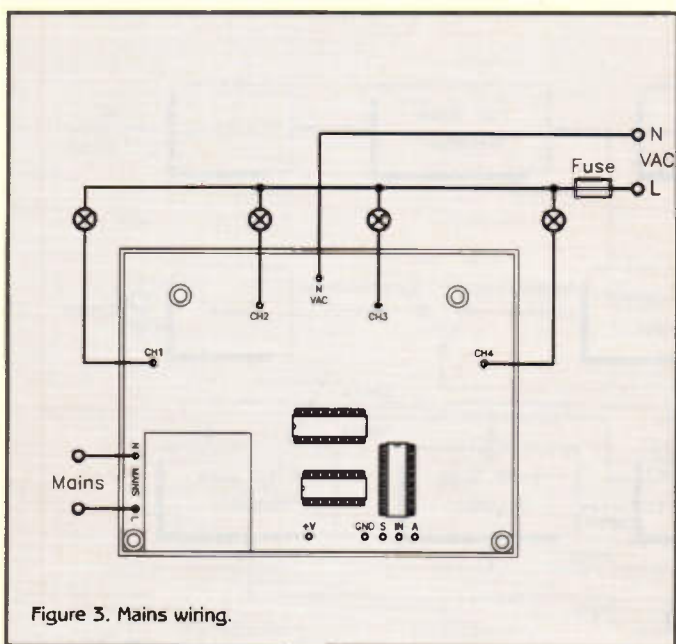 N
VAC
Fuse
L
N
VAC
CH2
CH3
CH1
CH4
N
MAINS
L
Mains
+V
GND S IN A
Figure 3. Mains wiring.